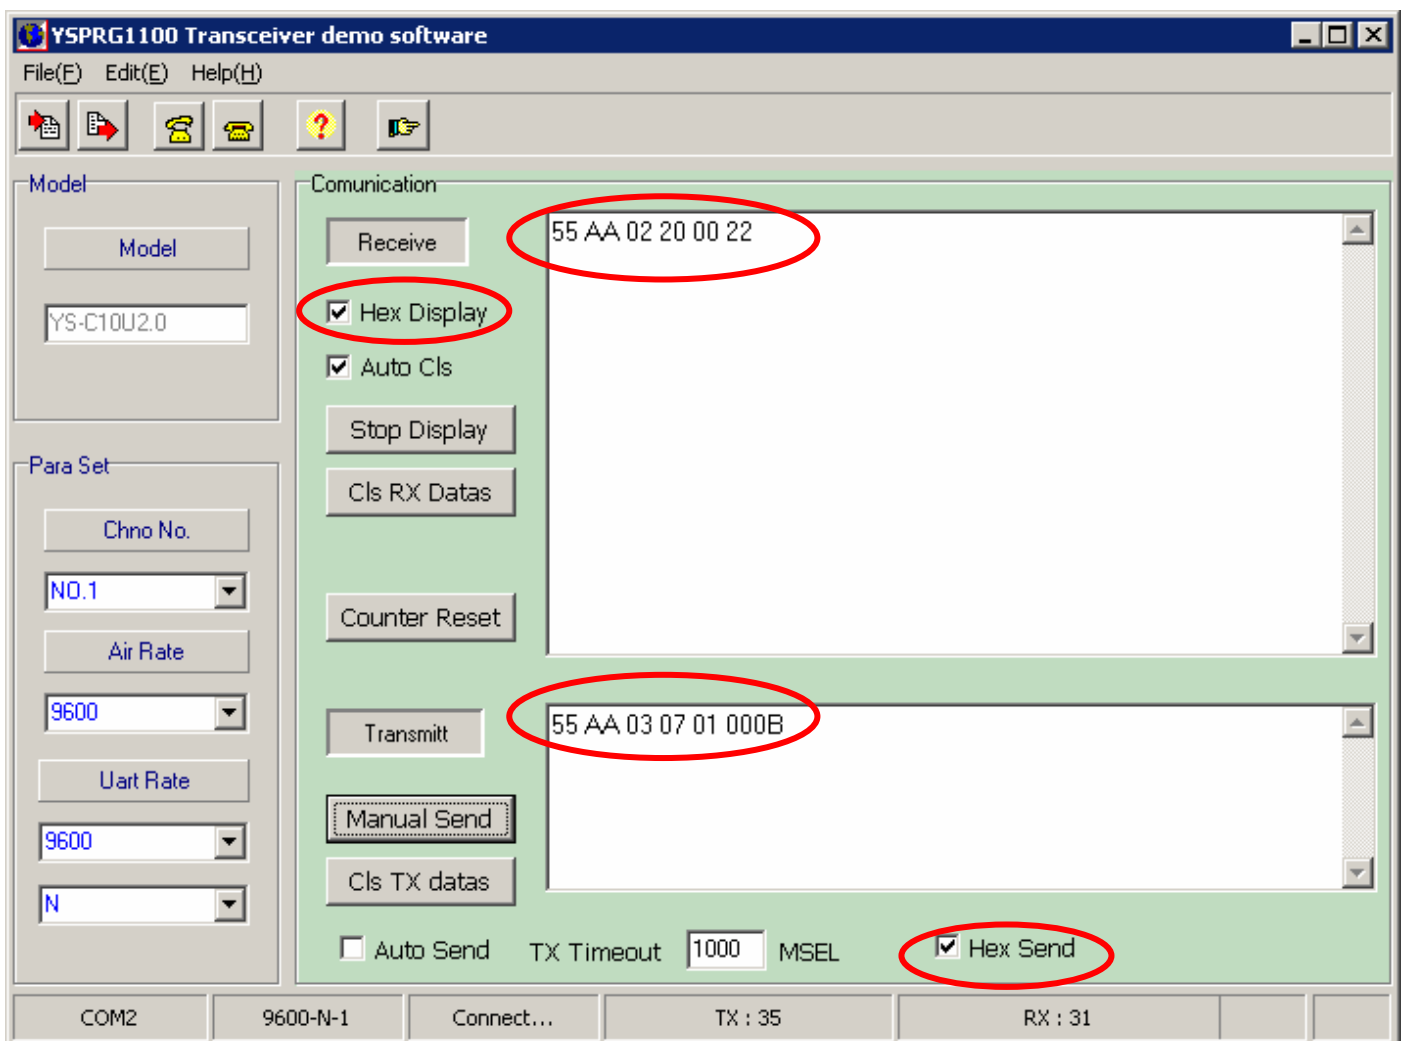 YSPRG1100 Transceiver demo software
File(F) Edit(E) Help(H)
Model
Model
YS-C10U2.0
Para Set
Chno No.
NO.1
Air Rate
9600
Uart Rate
9600
N
Comunication
Receive
55 AA 02 20 00 22
Hex Display
Auto Cls
Stop Display
Cls RX Datas
Counter Reset
Transmitt
55 AA 03 07 01 000B
Manual Send
Cls TX datas
Auto Send TX Timeout 1000 MSEL Hex Send
COM2 9600-N-1 Connect... TX : 35 RX : 31